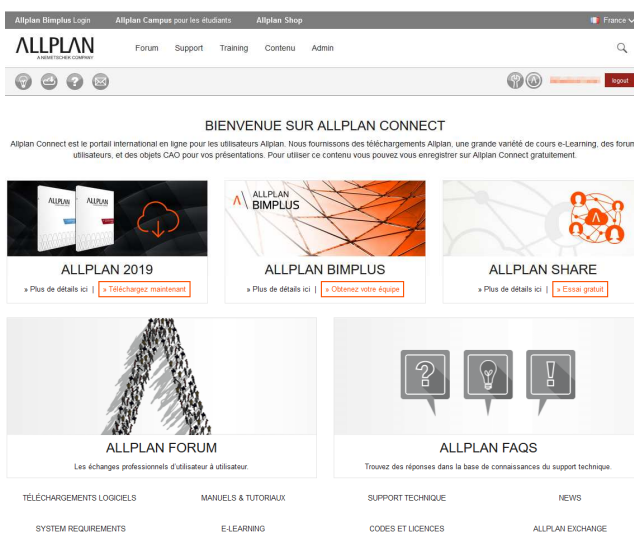 Allplan Bimplus Login Allplan Campus pour les étudiants Allplan Shop France
ALLPLAN
A NEMETSCHEK COMPANY
Forum Support Training Contenu Admin
logout
BIENVENUE SUR ALLPLAN CONNECT
Allplan Connect est le portail international en ligne pour les utilisateurs Allplan. Nous fournissons des téléchargements Allplan, une grande variété de cours e-Learning, des forum
utilisateurs, et des objets CAO pour vos présentations. Pour utiliser ce contenu vous pouvez vous enregistrer sur Allplan Connect gratuitement.
ALLPLAN ALLPLAN
ALLPLAN
BIMPLUS
ALLPLAN 2019 ALLPLAN BIMPLUS ALLPLAN SHARE
» Plus de détails ici | » Téléchargez maintenant » Plus de détails ici | » Obtenez votre équipe » Plus de détails ici | » Essai gratuit
ALLPLAN FORUM ALLPLAN FAQS
Les échanges professionnels d'utilisateur à utilisateur. Trouvez des réponses dans la base de connaissances du support technique.
TÉLÉCHARGEMENTS LOGICIELS MANUELS & TUTORIAUX SUPPORT TECHNIQUE NEWS
SYSTEM REQUIREMENTS E-LEARNING CODES ET LICENCES ALLPLAN EXCHANGE